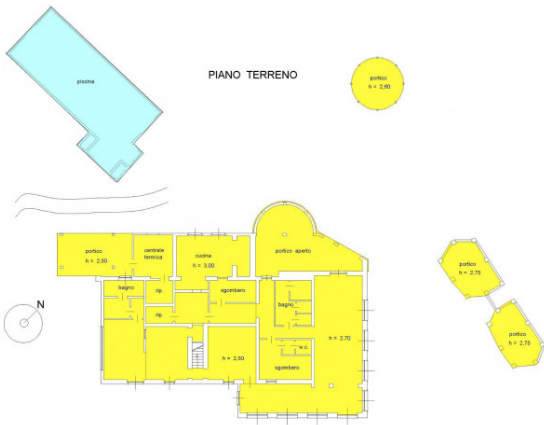 PIANO TERRENO
piscina
portico
h = 2.60
portico
h = 2.50
centrale
termica
cucina
h = 3.00
portico aperto
portico
h = 2.75
bagno
rip.
sgombero
rip.
bagno
N
portico
h = 2.75
h = 2.50
w.c.
h = 2.70
sgombero